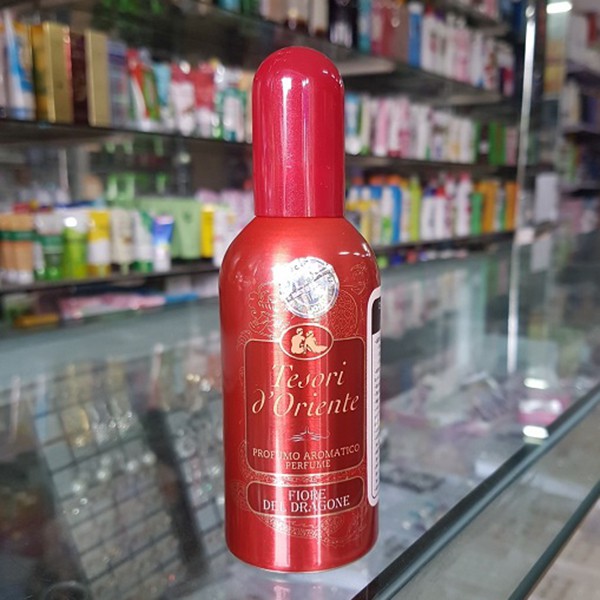 Tesori
d'Oriente
PROFUMO AROMATICO
PERFUME
FIORE
DEL DRAGONE